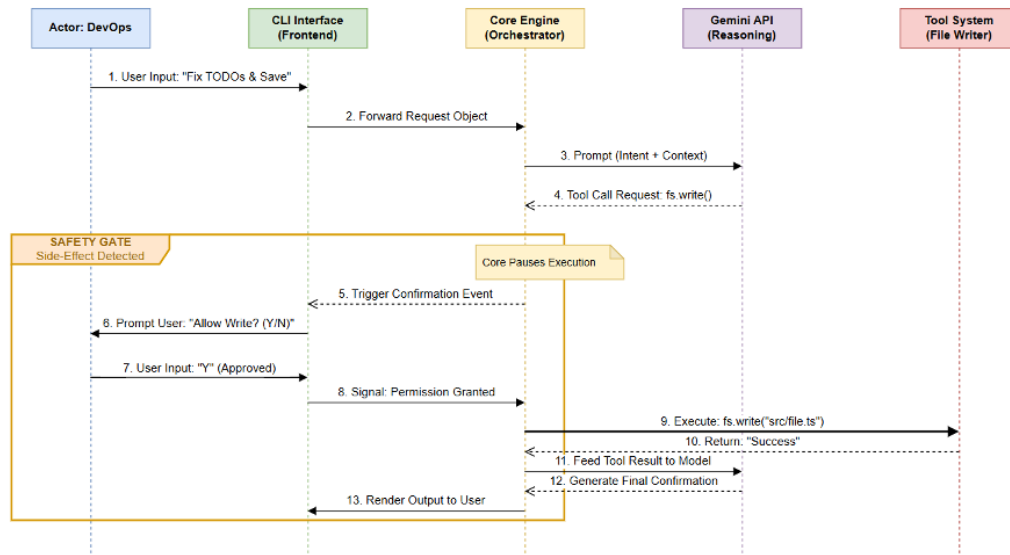 Actor: DevOps
CLI Interface
(Frontend)
Core Engine
(Orchestrator)
Gemini API
(Reasoning)
Tool System
(File Writer)
1. User Input: "Fix TODOs & Save"
2. Forward Request Object
3. Prompt (Intent + Context)
4. Tool Call Request: fs.write()
SAFETY GATE
Side-Effect Detected
Core Pauses Execution
5. Trigger Confirmation Event
6. Prompt User: "Allow Write? (Y/N)"
7. User Input: "Y" (Approved)
8. Signal: Permission Granted
9. Execute: fs.write("src/file.ts")
10. Return: "Success"
11. Feed Tool Result to Model
12. Generate Final Confirmation
13. Render Output to User